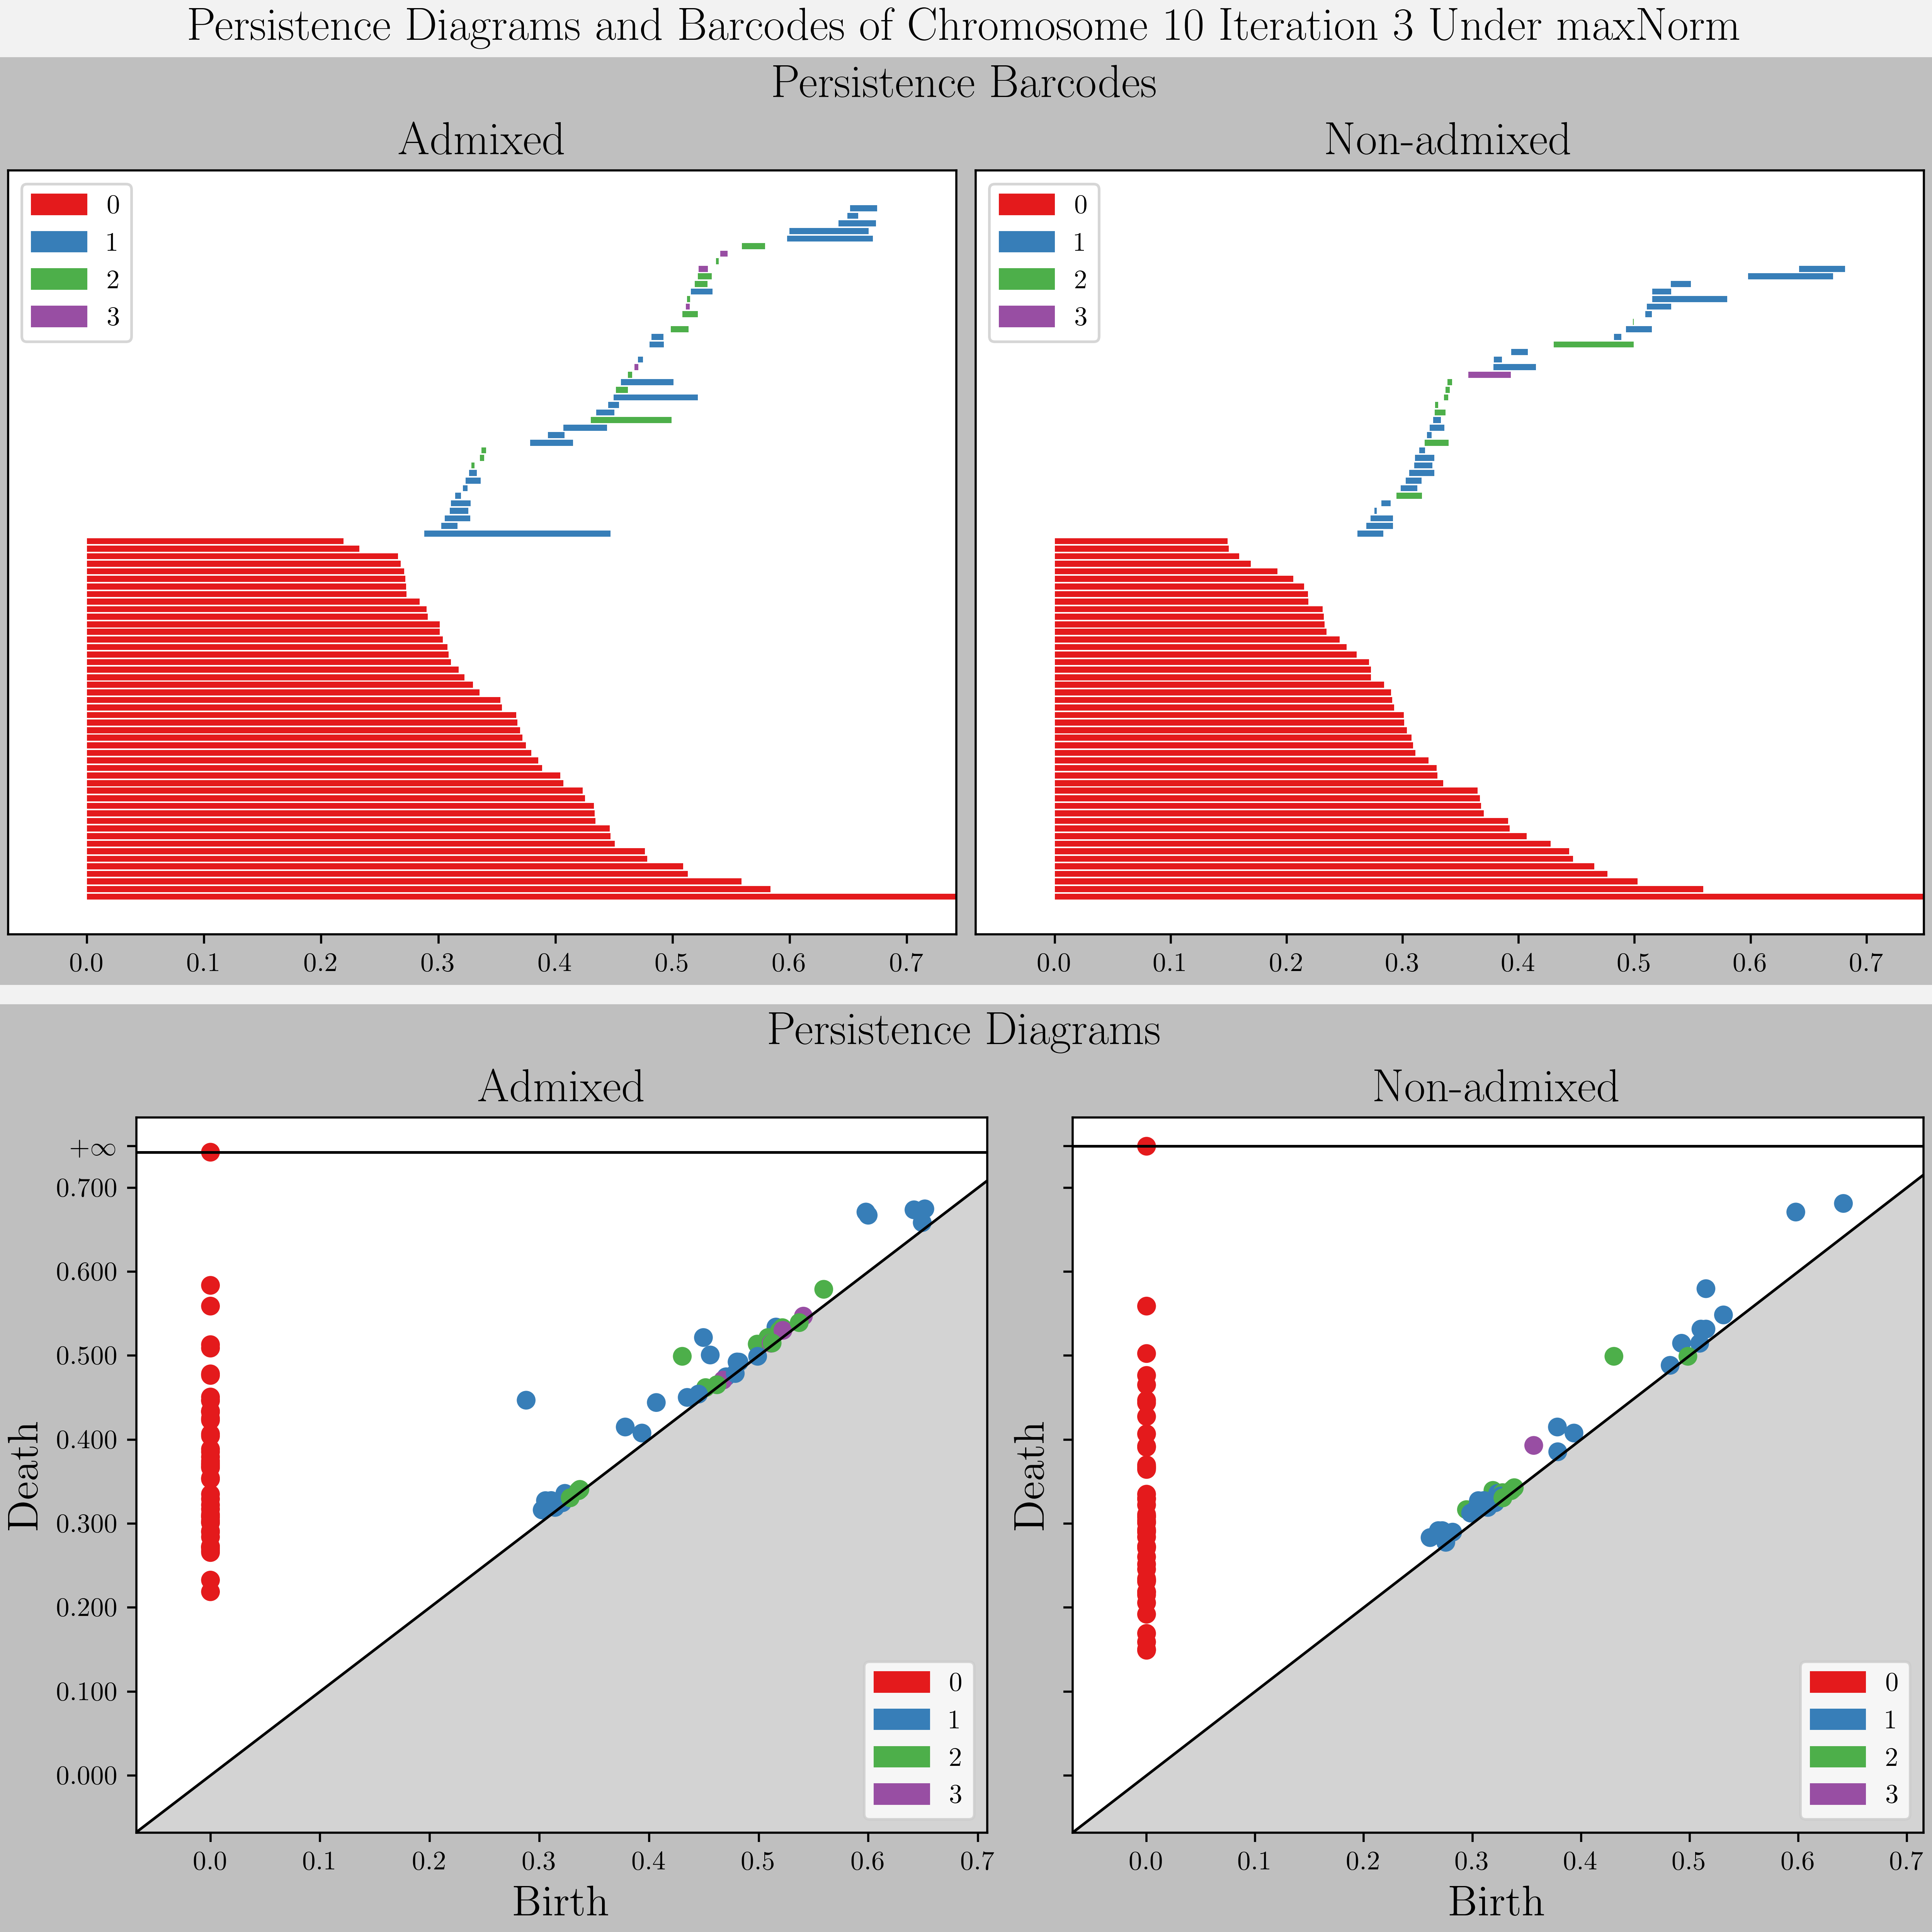 Persistence Diagrams and Barcodes of Chromosome 10 Iteration 3 Under maxNorm
Persistence Barcodes
Admixed
Non-admixed
0
1
2
3
0
1
2
3
0.0 0.1 0.2 0.3 0.4 0.5 0.6 0.7
0.0 0.1 0.2 0.3 0.4 0.5 0.6 0.7
Persistence Diagrams
Admixed
Non-admixed
+∞
0.700
0.600
0.500
0.400
0.300
0.200
0.100
0.000
Death
Death
0
1
2
3
0
1
2
3
0.0 0.1 0.2 0.3 0.4 0.5 0.6 0.7
0.0 0.1 0.2 0.3 0.4 0.5 0.6 0.7
Birth
Birth